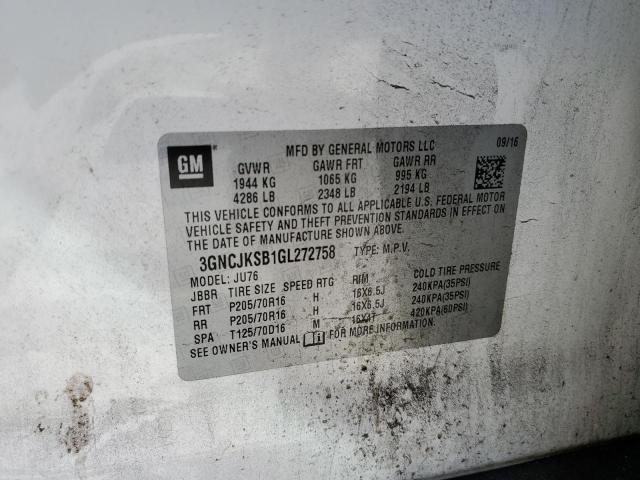 GM
MFD BY GENERAL MOTORS LLC 09/16
GVWR GAWR FRT GAWR RR
1944 KG 1065 KG 995 KG
4286 LB 2348 LB 2194 LB
THIS VEHICLE CONFORMS TO ALL APPLICABLE U.S. FEDERAL MOTOR
VEHICLE SAFETY AND THEFT PREVENTION STANDARDS IN EFFECT ON
THE DATE OF MANUFACTURE SHOWN ABOVE.
3GNCJKSB1GL272758 TYPE: M.P.V.
MODEL: JU76
JBBR TIRE SIZE SPEED RTG RIM COLD TIRE PRESSURE
FRT P205/70R16 H 16X6.5J 240KPA(35PSI)
RR P205/70R16 H 16X6.5J 240KPA(35PSI)
SPA T125/70D16 M 16X4T 420KPA(60PSI)
SEE OWNER'S MANUAL FOR MORE INFORMATION.